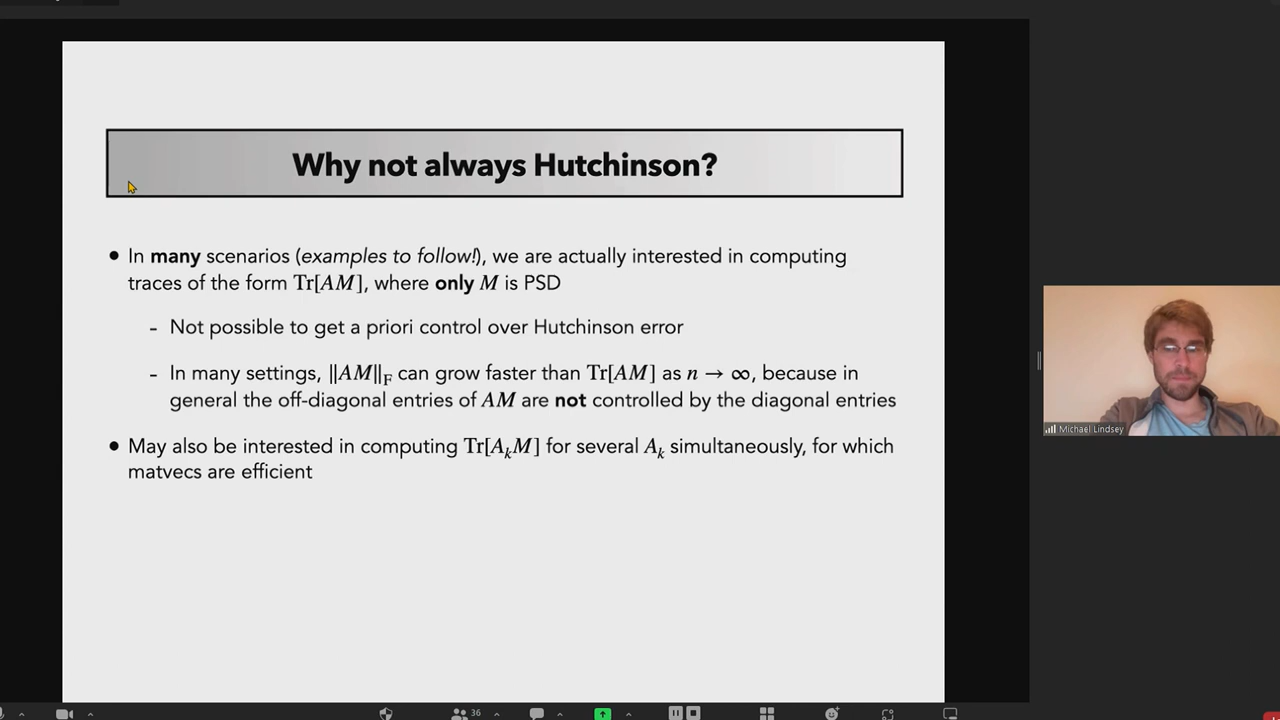 Why not always Hutchinson?
• In many scenarios (examples to follow!), we are actually interested in computing
traces of the form Tr[AM], where only M is PSD
- Not possible to get a priori control over Hutchinson error
- In many settings, ||AM||_F can grow faster than Tr[AM] as n → ∞, because in
general the off-diagonal entries of AM are not controlled by the diagonal entries
• May also be interested in computing Tr[A_kM] for several A_k simultaneously, for which
matvecs are efficient
Michael Lindsey
36